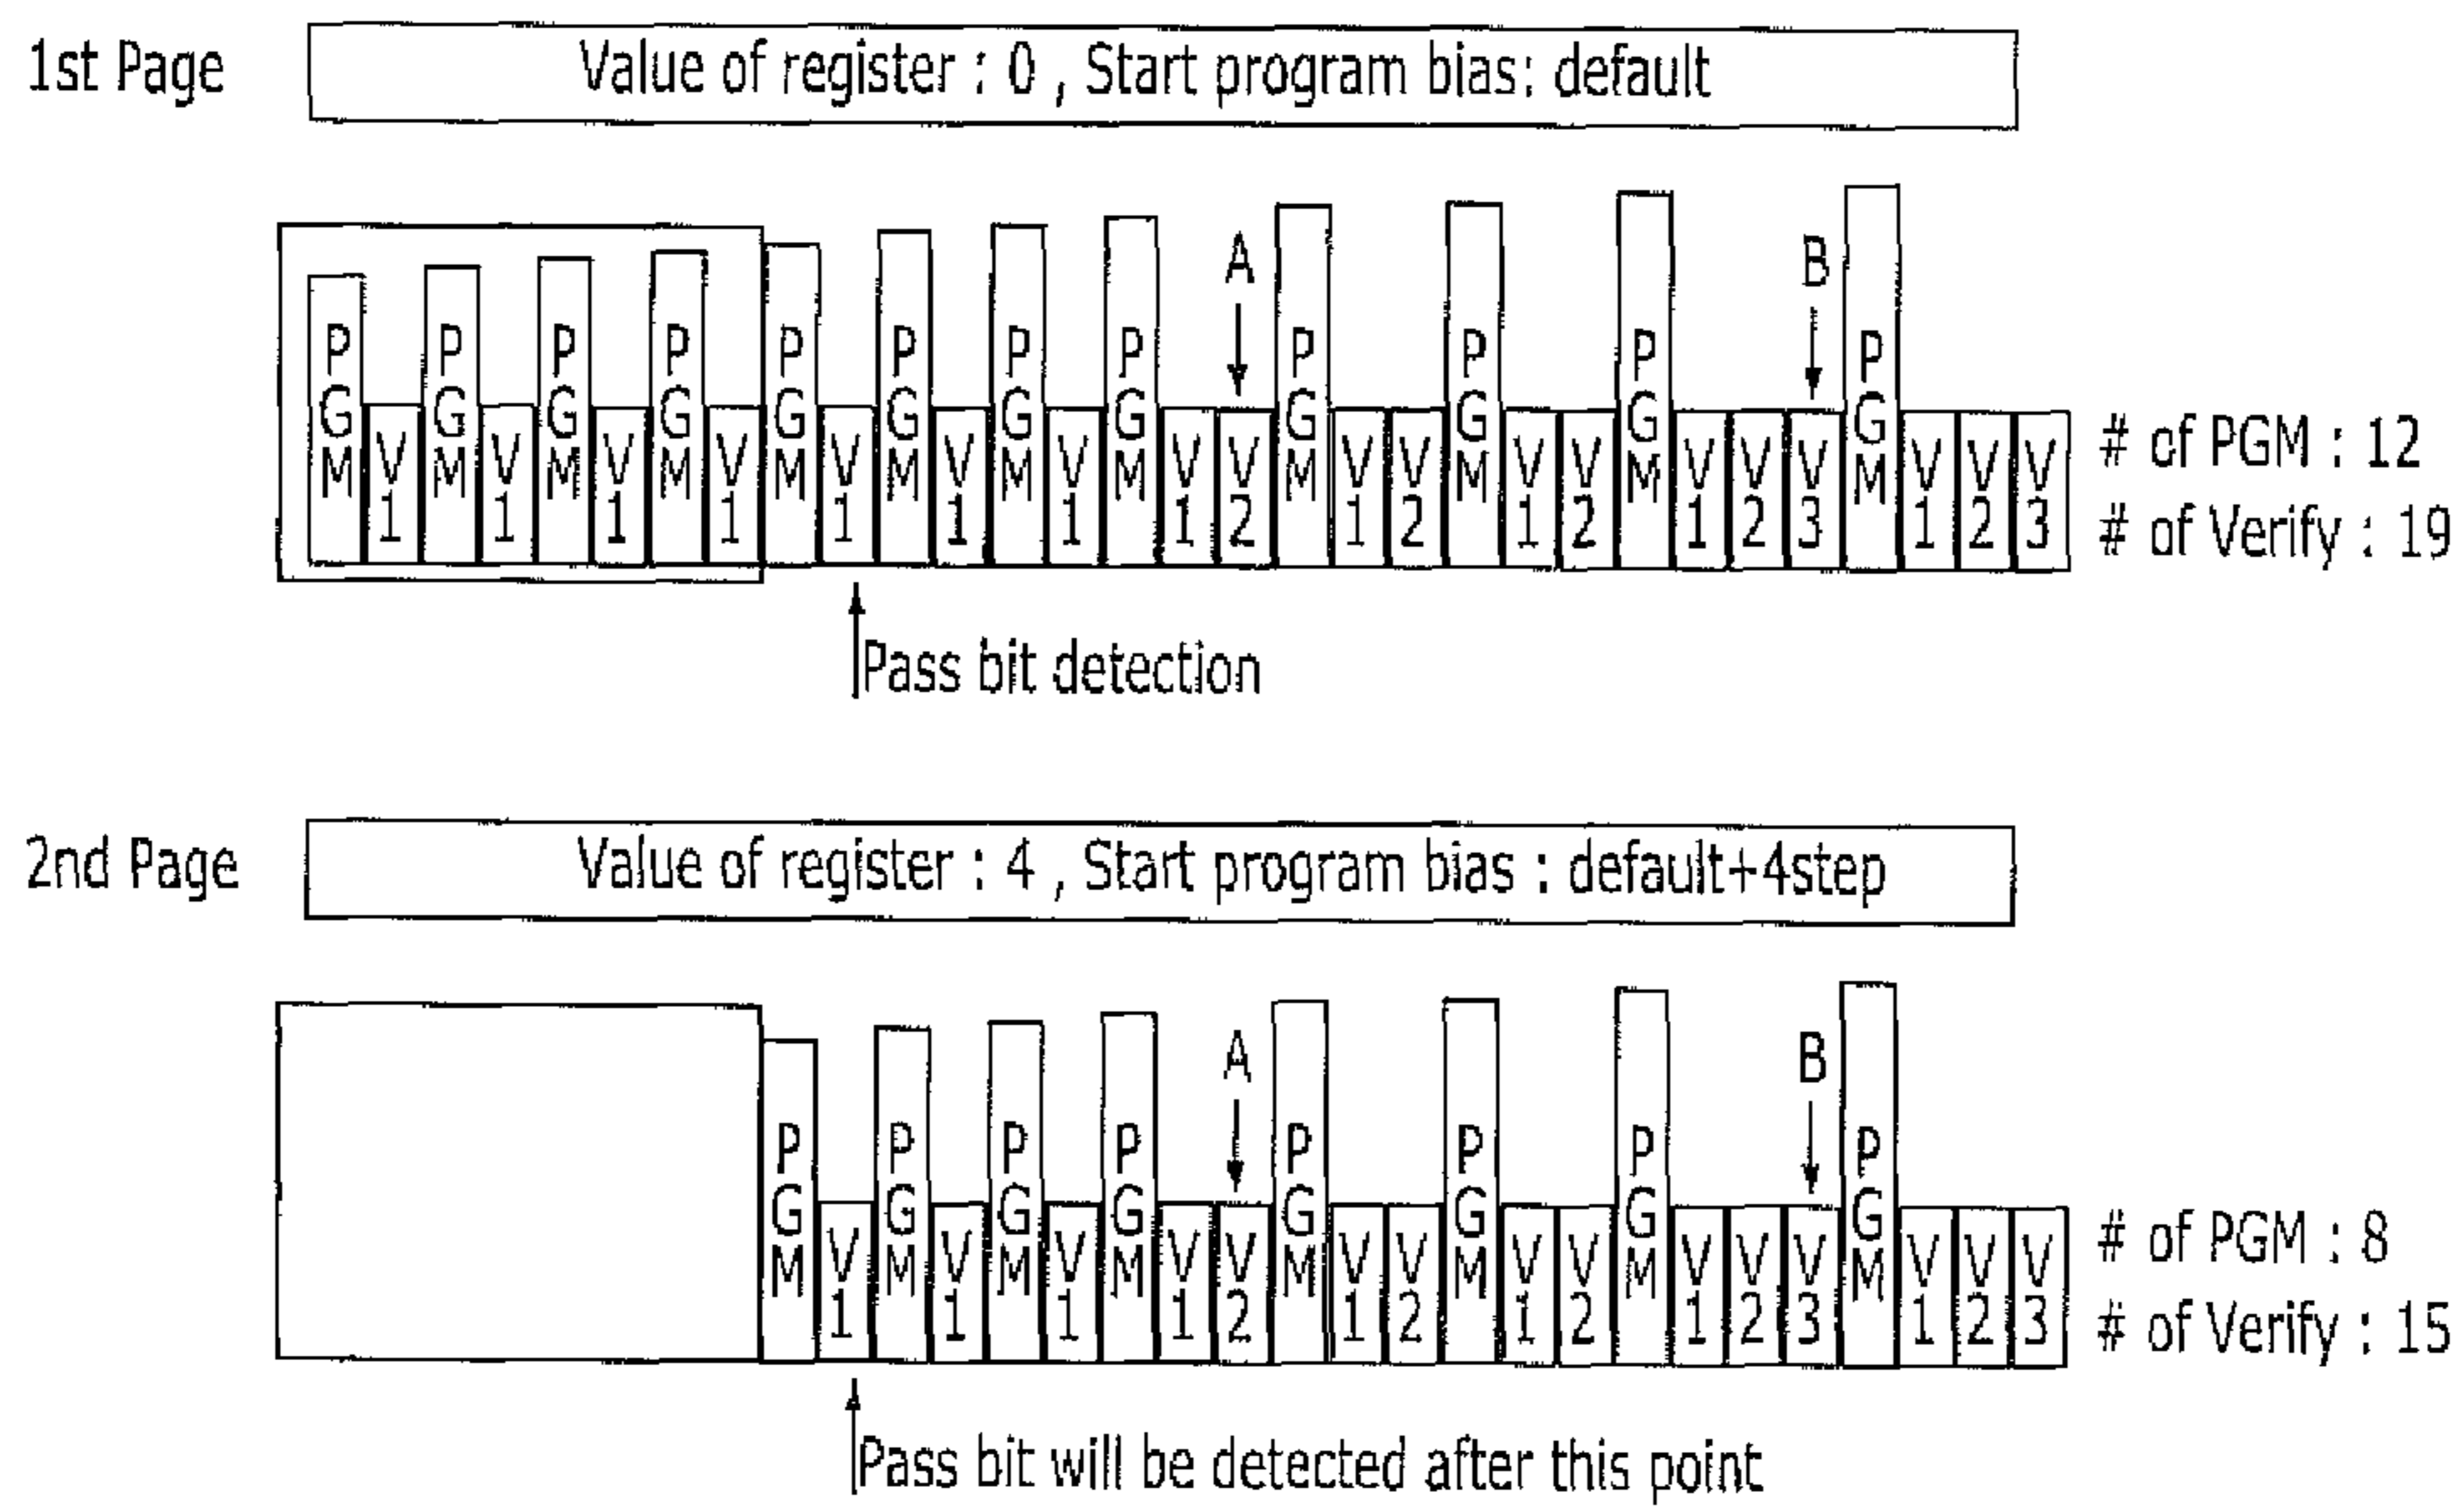 1st Page
Value of register : 0 , Start program bias: default
A
B
PGM V1 PGM V1 PGM V1 PGM V1 PGM V1 PGM V1 PGM V1 PGM V1 V2 PGM V1 V2 PGM V1 V2 PGM V1 V2 V3 PGM V1 V2 V3
# of PGM : 12
# of Verify : 19
Pass bit detection
2nd Page
Value of register : 4 , Start program bias : default+4step
A
B
PGM V1 PGM V1 PGM V1 PGM V1 V2 PGM V1 V2 PGM V1 V2 PGM V1 V2 V3 PGM V1 V2 V3
# of PGM : 8
# of Verify : 15
Pass bit will be detected after this point